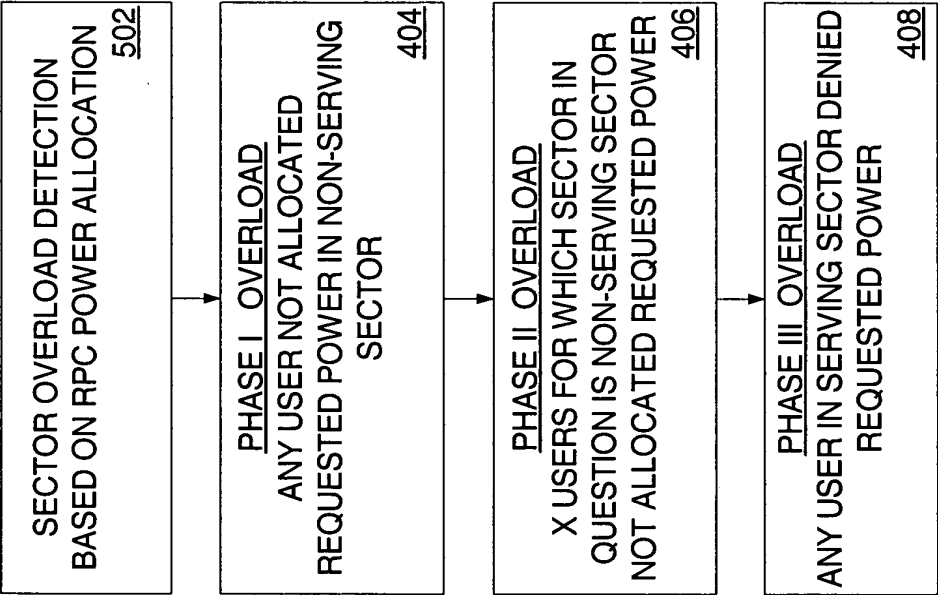 SECTOR OVERLOAD DETECTION
BASED ON RPC POWER ALLOCATION
502
PHASE I OVERLOAD
ANY USER NOT ALLOCATED
REQUESTED POWER IN NON-SERVING
SECTOR
404
PHASE II OVERLOAD
X USERS FOR WHICH SECTOR IN
QUESTION IS NON-SERVING SECTOR
NOT ALLOCATED REQUESTED POWER
406
PHASE III OVERLOAD
ANY USER IN SERVING SECTOR DENIED
REQUESTED POWER
408